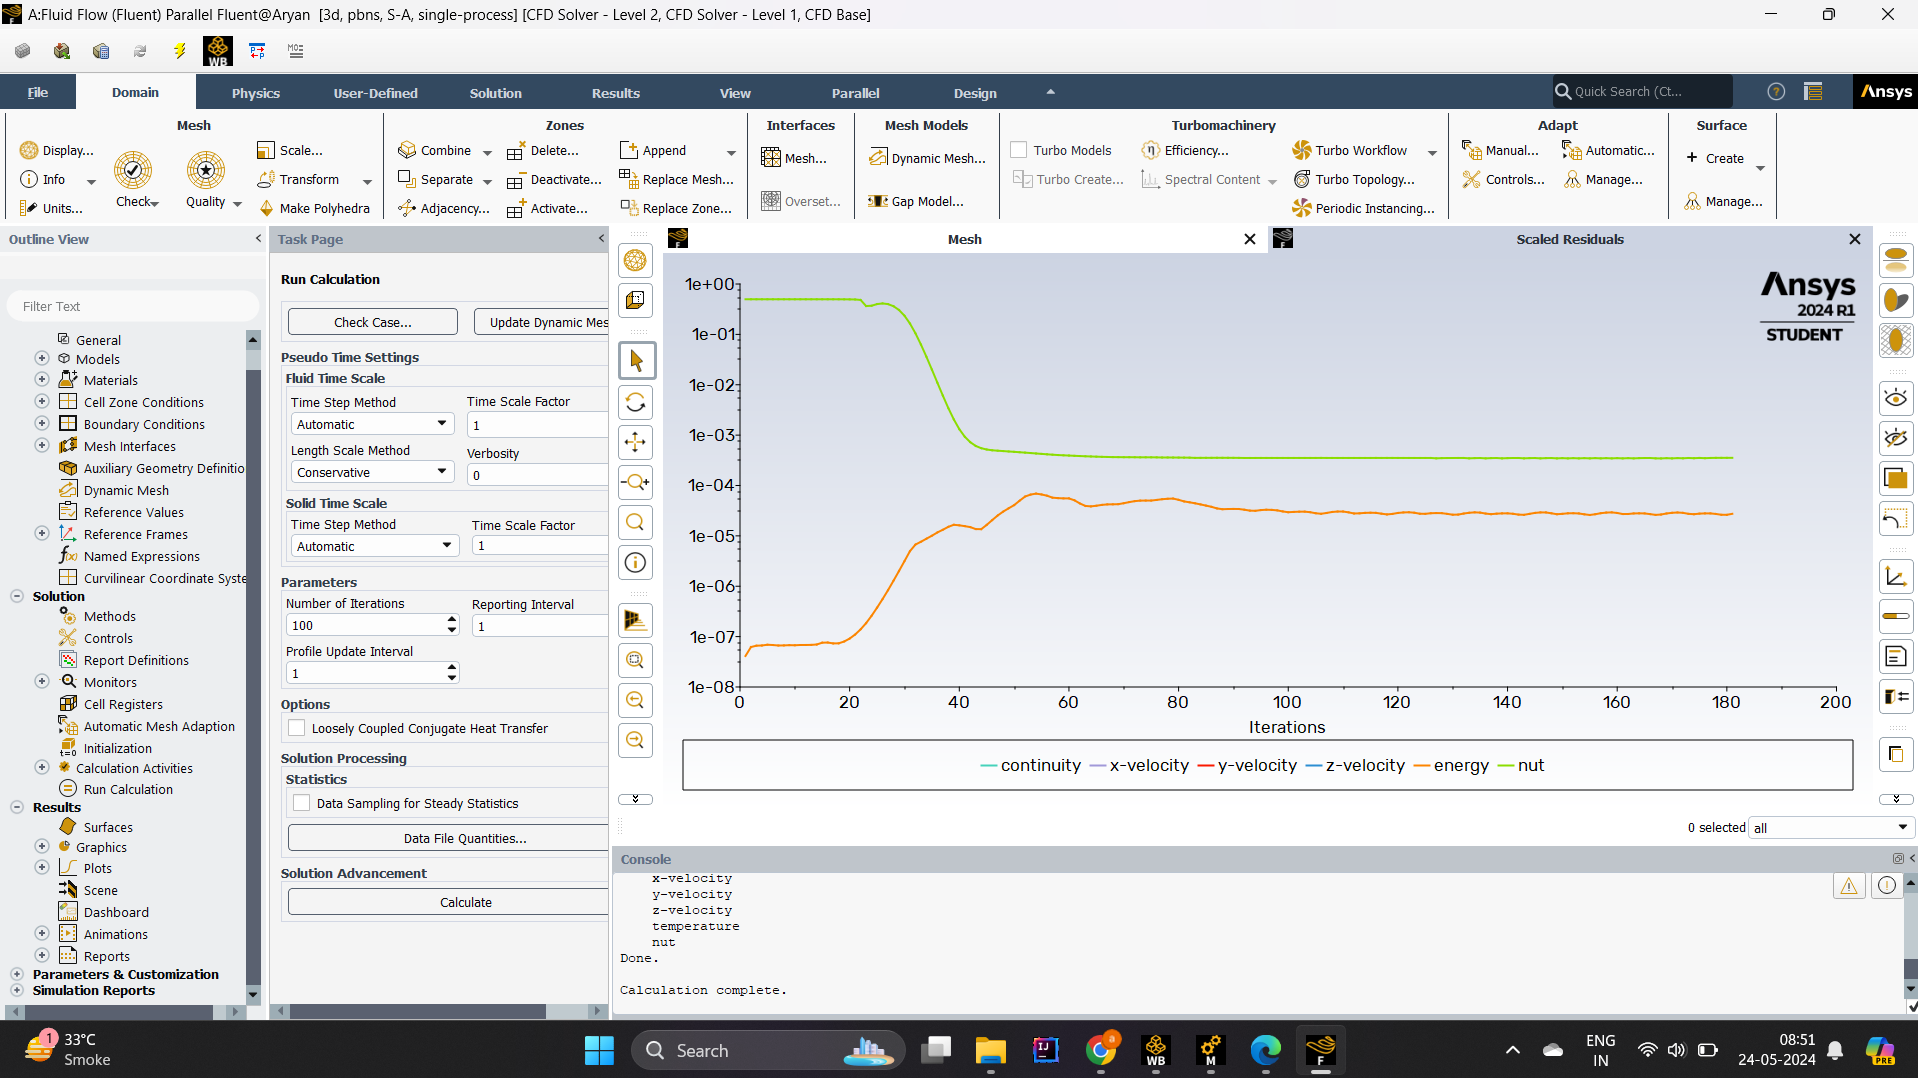 A:Fluid Flow (Fluent) Parallel Fluent@Aryan [3d, pbns, S-A, single-process] [CFD Solver - Level 2, CFD Solver - Level 1, CFD Base]
WB
File Domain Physics User-Defined Solution Results View Parallel Design Quick Search (Ct... Ansys
Mesh
Display...
Info
Units...
Check
Quality
Scale...
Transform
Make Polyhedra
Zones
Combine
Separate
Adjacency...
Delete...
Deactivate...
Activate...
Append
Replace Mesh...
Replace Zone...
Interfaces
Mesh...
Overset...
Mesh Models
Dynamic Mesh...
Gap Model...
Turbomachinery
Turbo Models
Turbo Create...
Efficiency...
Spectral Content
Turbo Workflow
Turbo Topology...
Periodic Instancing...
Adapt
Manual...
Controls...
Automatic...
Manage...
Surface
Create
Manage...
Outline View
Filter Text
General
Models
Materials
Cell Zone Conditions
Boundary Conditions
Mesh Interfaces
Auxiliary Geometry Definitio
Dynamic Mesh
Reference Values
Reference Frames
Named Expressions
Curvilinear Coordinate Syste
Solution
Methods
Controls
Report Definitions
Monitors
Cell Registers
Automatic Mesh Adaption
Initialization
Calculation Activities
Run Calculation
Results
Surfaces
Graphics
Plots
Scene
Dashboard
Animations
Reports
Parameters & Customization
Simulation Reports
Task Page
Run Calculation
Check Case... Update Dynamic Mes
Pseudo Time Settings
Fluid Time Scale
Time Step Method Time Scale Factor
Automatic 1
Length Scale Method Verbosity
Conservative 0
Solid Time Scale
Time Step Method Time Scale Factor
Automatic 1
Parameters
Number of Iterations Reporting Interval
100 1
Profile Update Interval
1
Options
Loosely Coupled Conjugate Heat Transfer
Solution Processing
Statistics
Data Sampling for Steady Statistics
Data File Quantities...
Solution Advancement
Calculate
Mesh
Scaled Residuals
Ansys
2024 R1
STUDENT
1e+00
1e-01
1e-02
1e-03
1e-04
1e-05
1e-06
1e-07
1e-08
0 20 40 60 80 100 120 140 160 180 200
Iterations
continuity x-velocity y-velocity z-velocity energy nut
0 selected all
Console
x-velocity
y-velocity
z-velocity
temperature
nut
Done.
Calculation complete.
1
33°C
Smoke
Search
ENG
IN
08:51
24-05-2024
PRE